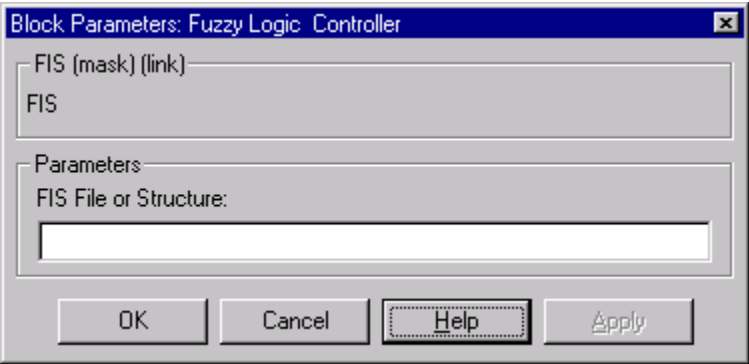 Block Parameters: Fuzzy Logic Controller
FIS (mask) (link)
FIS
Parameters
FIS File or Structure:
OK Cancel Help Apply